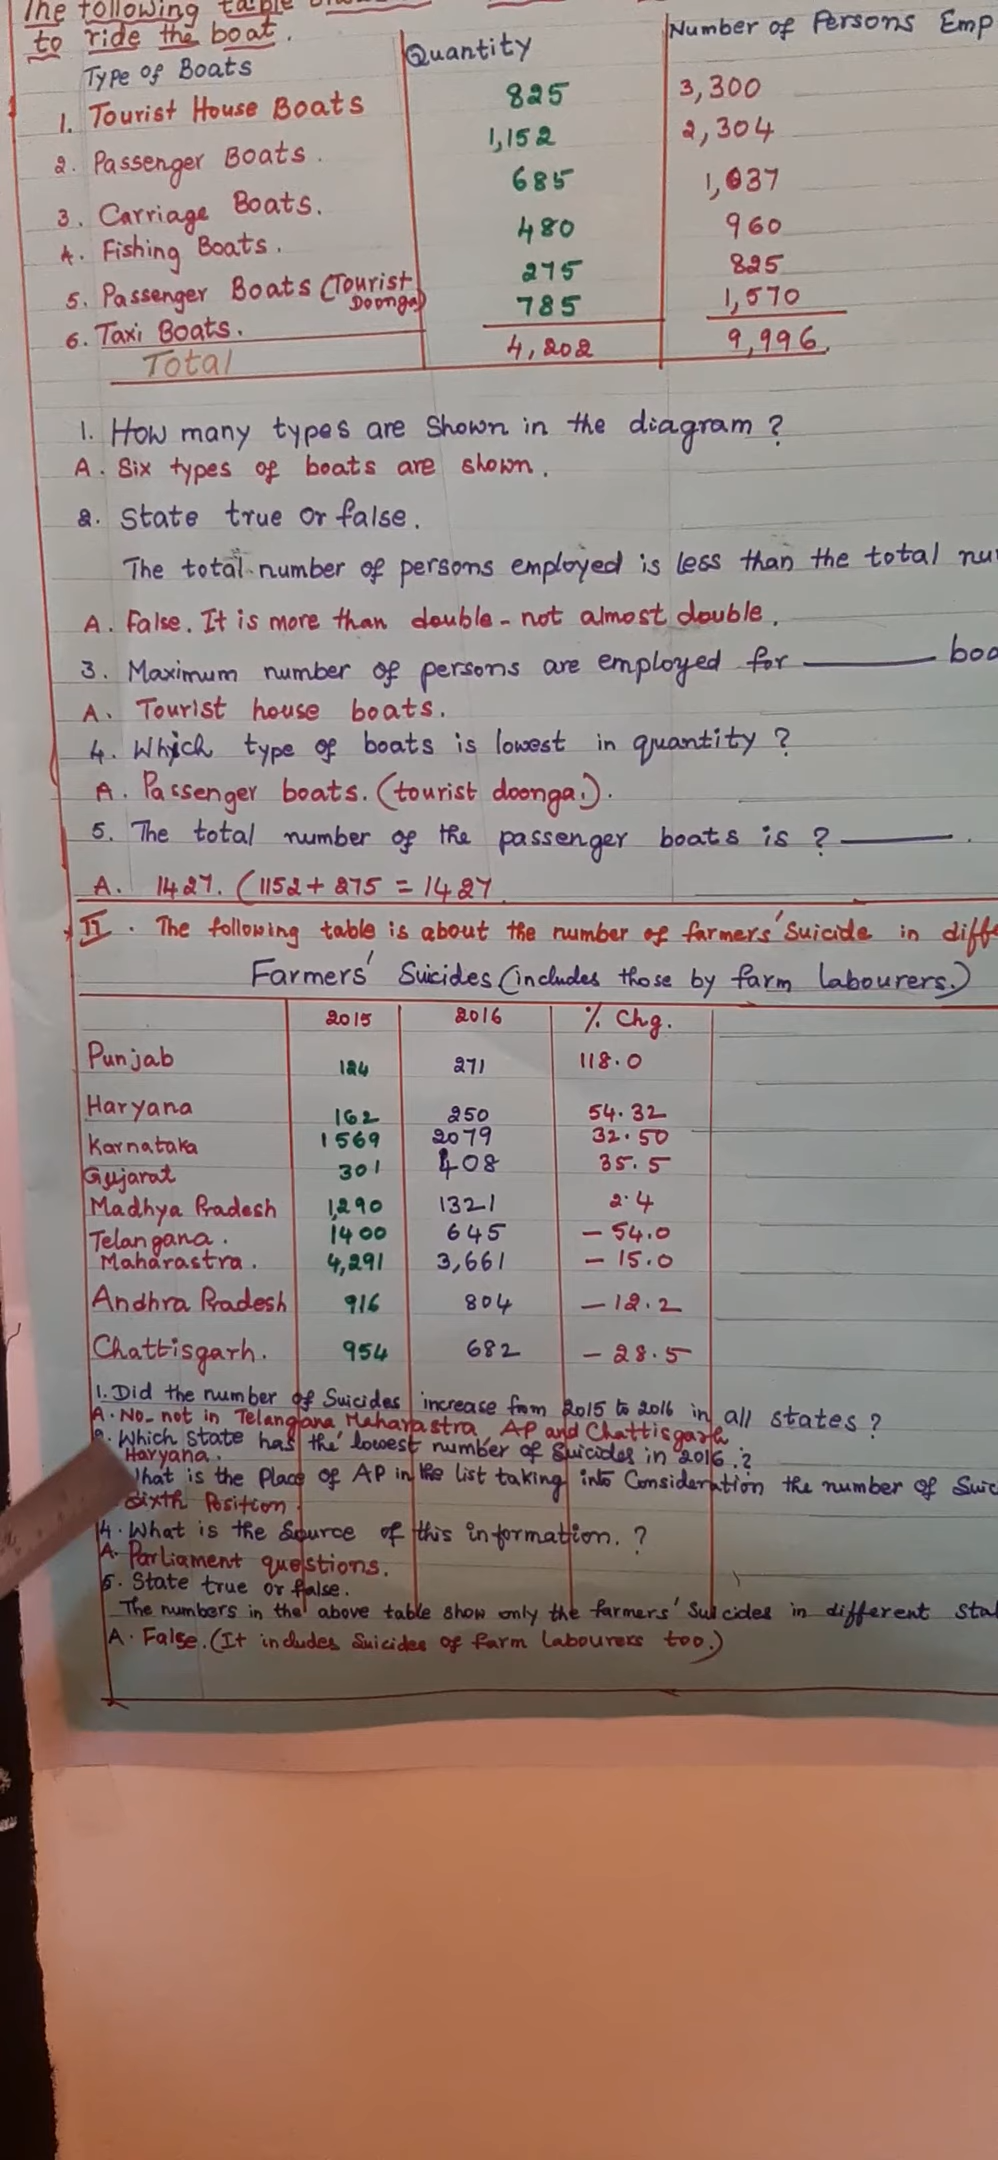 The following table
to ride the boat.
Type of Boats Quantity Number of Persons Emp
1. Tourist House Boats 825 3,300
2. Passenger Boats. 1,152 2,304
3. Carriage Boats. 685 1,037
4. Fishing Boats. 480 960
5. Passenger Boats (Tourist Doonga) 275 825
6. Taxi Boats. 785 1,570
Total 4,202 9,996
1. How many types are shown in the diagram?
A. Six types of boats are shown.
2. State true or false.
The total number of persons employed is less than the total nu
A. False. It is more than double - not almost double.
3. Maximum number of persons are employed for ______ boa
A. Tourist house boats.
4. Which type of boats is lowest in quantity?
A. Passenger boats. (tourist doonga.).
5. The total number of the passenger boats is? ______.
A. 1427. (1152 + 275 = 1427
II. The following table is about the number of farmers' Suicide in diffe
Farmers' Suicides (includes those by farm labourers.)
2015 2016 % Chg.
Punjab 124 271 118.0
Haryana 162 250 54.32
Karnataka 1569 2079 32.50
Gujarat 301 408 35.5
Madhya Pradesh 1,290 1321 2.4
Telangana. 1400 645 - 54.0
Maharastra. 4,291 3,661 - 15.0
Andhra Pradesh 916 804 - 12.2
Chattisgarh. 954 682 - 28.5
1. Did the number of Suicides increase from 2015 to 2016 in all states?
A. No - not in Telangana Maharastra, AP and Chattisgarh
2. Which state has the lowest number of Suicides in 2016.?
Haryana.
What is the Place of AP in the list taking into Consideration the number of Suic
Sixth Position.
4. What is the Source of this information.?
A. Parliament questions.
5. State true or false.
The numbers in the above table show only the farmers' Suicides in different Sta
A. False. (It includes Suicides of farm labourers too.)